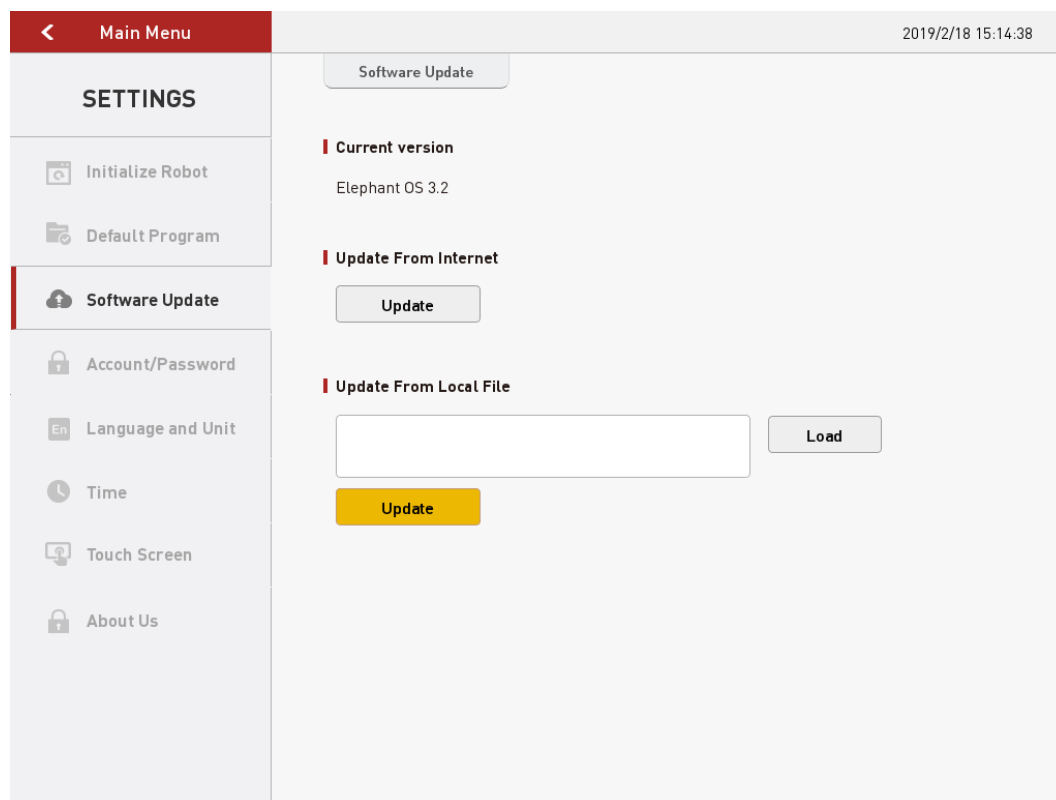 Main Menu
2019/2/18 15:14:38
SETTINGS
Initialize Robot
Default Program
Software Update
Account/Password
En
Language and Unit
Time
Touch Screen
About Us
Software Update
Current version
Elephant OS 3.2
Update From Internet
Update
Update From Local File
Load
Update